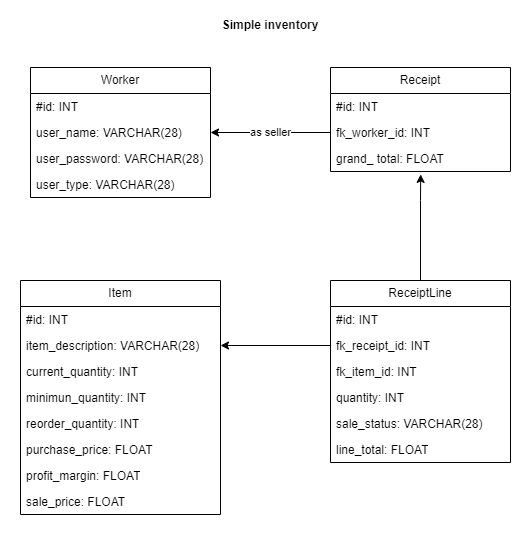 Simple inventory
Worker
#id: INT
user_name: VARCHAR(28)
user_password: VARCHAR(28)
user_type: VARCHAR(28)
as seller
Receipt
#id: INT
fk_worker_id: INT
grand_ total: FLOAT
Item
#id: INT
item_description: VARCHAR(28)
current_quantity: INT
minimun_quantity: INT
reorder_quantity: INT
purchase_price: FLOAT
profit_margin: FLOAT
sale_price: FLOAT
ReceiptLine
#id: INT
fk_receipt_id: INT
fk_item_id: INT
quantity: INT
sale_status: VARCHAR(28)
line_total: FLOAT